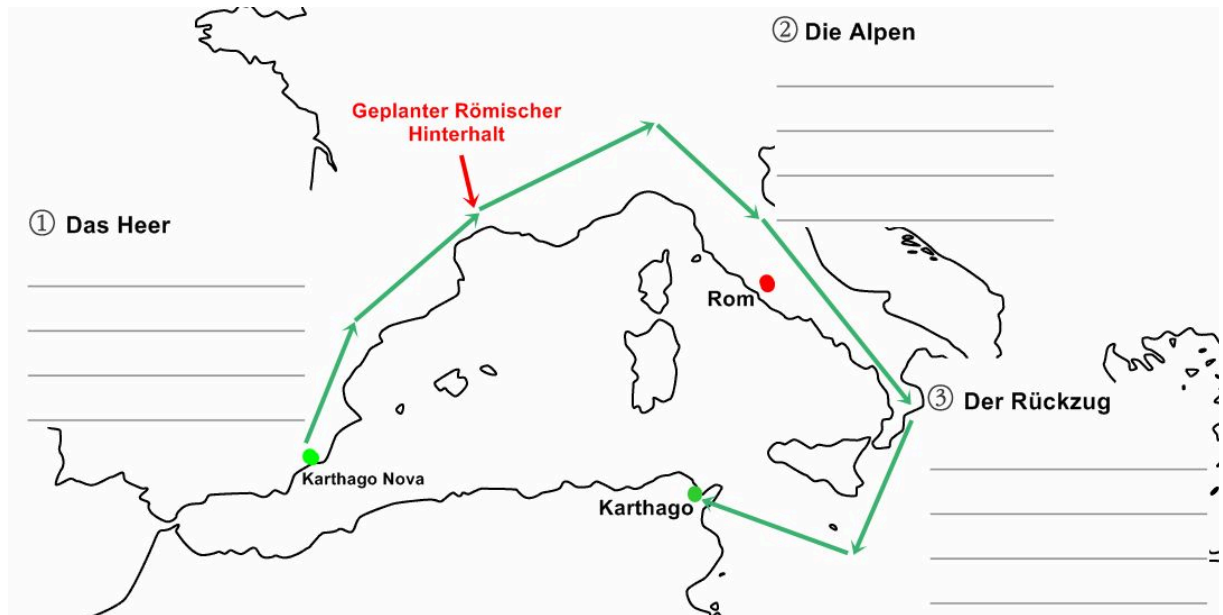 ② Die Alpen
Geplanter Römischer
Hinterhalt
① Das Heer
Rom
③ Der Rückzug
Karthago Nova
Karthago